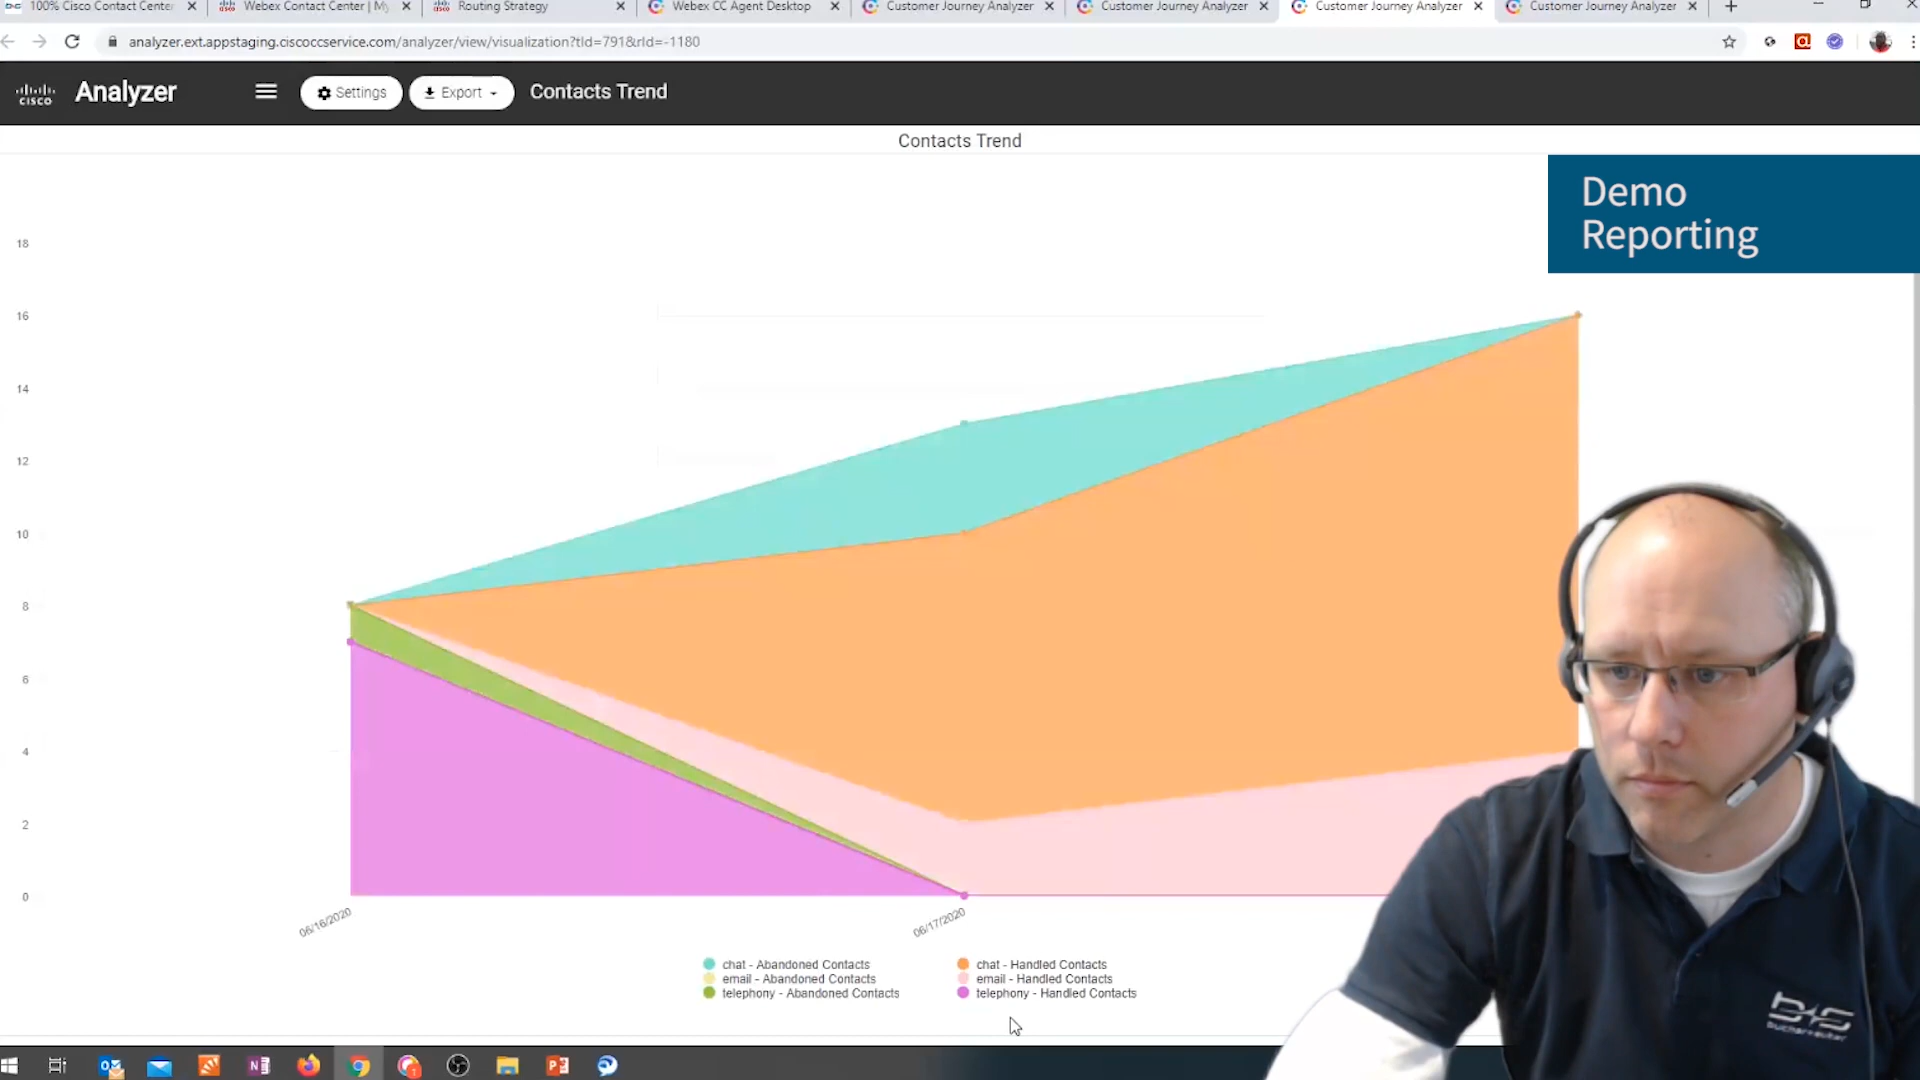 100% Cisco Contact Center
Webex Contact Center | My
Routing Strategy
Webex CC Agent Desktop
Customer Journey Analyzer
Customer Journey Analyzer
Customer Journey Analyzer
Customer Journey Analyzer
analyzer.ext.appstaging.ciscoccservice.com/analyzer/view/visualization?tId=791&rId=-1180
CISCO
Analyzer
Settings
Export
Contacts Trend
Contacts Trend
Demo
Reporting
18
16
14
12
10
8
6
4
2
0
06/16/2020
06/17/2020
chat - Abandoned Contacts
chat - Handled Contacts
email - Abandoned Contacts
email - Handled Contacts
telephony - Abandoned Contacts
telephony - Handled Contacts